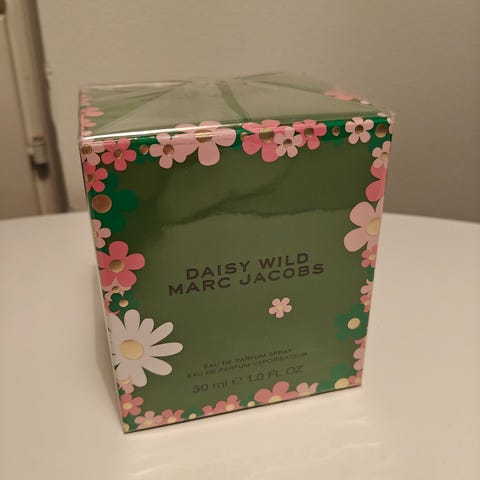 DAISY WILD
MARC JACOBS
EAU DE PARFUM SPRAY
EAU DE PARFUM VAPORISATEUR
30 ml ℮ 1.0 FL OZ